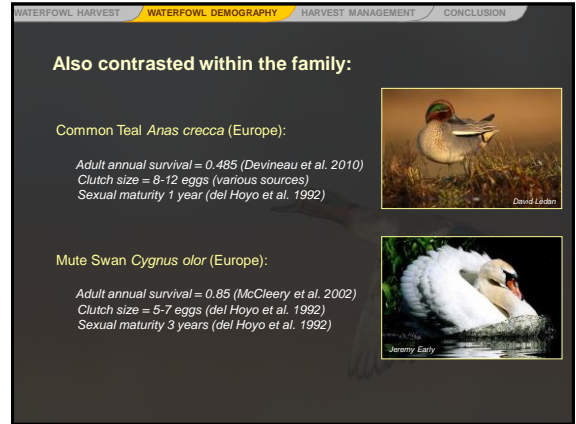 WATERFOWL HARVEST WATERFOWL DEMOGRAPHY HARVEST MANAGEMENT CONCLUSION
Also contrasted within the family:
Common Teal Anas crecca (Europe):
Adult annual survival = 0.485 (Devineau et al. 2010)
Clutch size = 8-12 eggs (various sources)
Sexual maturity 1 year (del Hoyo et al. 1992)
David Ledan
Mute Swan Cygnus olor (Europe):
Adult annual survival = 0.85 (McCleery et al. 2002)
Clutch size = 5-7 eggs (del Hoyo et al. 1992)
Sexual maturity 3 years (del Hoyo et al. 1992)
Jeremy Early